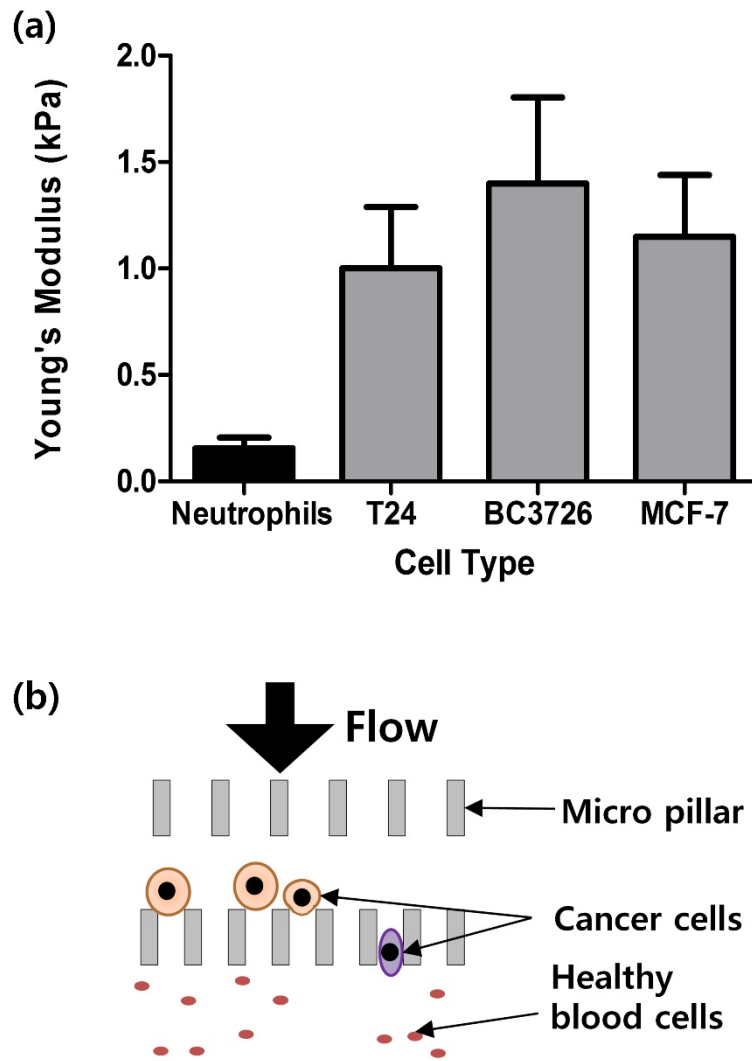 (a)
2.0
1.5
1.0
0.5
0.0
Young's Modulus (kPa)
Neutrophils T24 BC3726 MCF-7
Cell Type
(b)
Flow
Micro pillar
Cancer cells
Healthy
blood cells